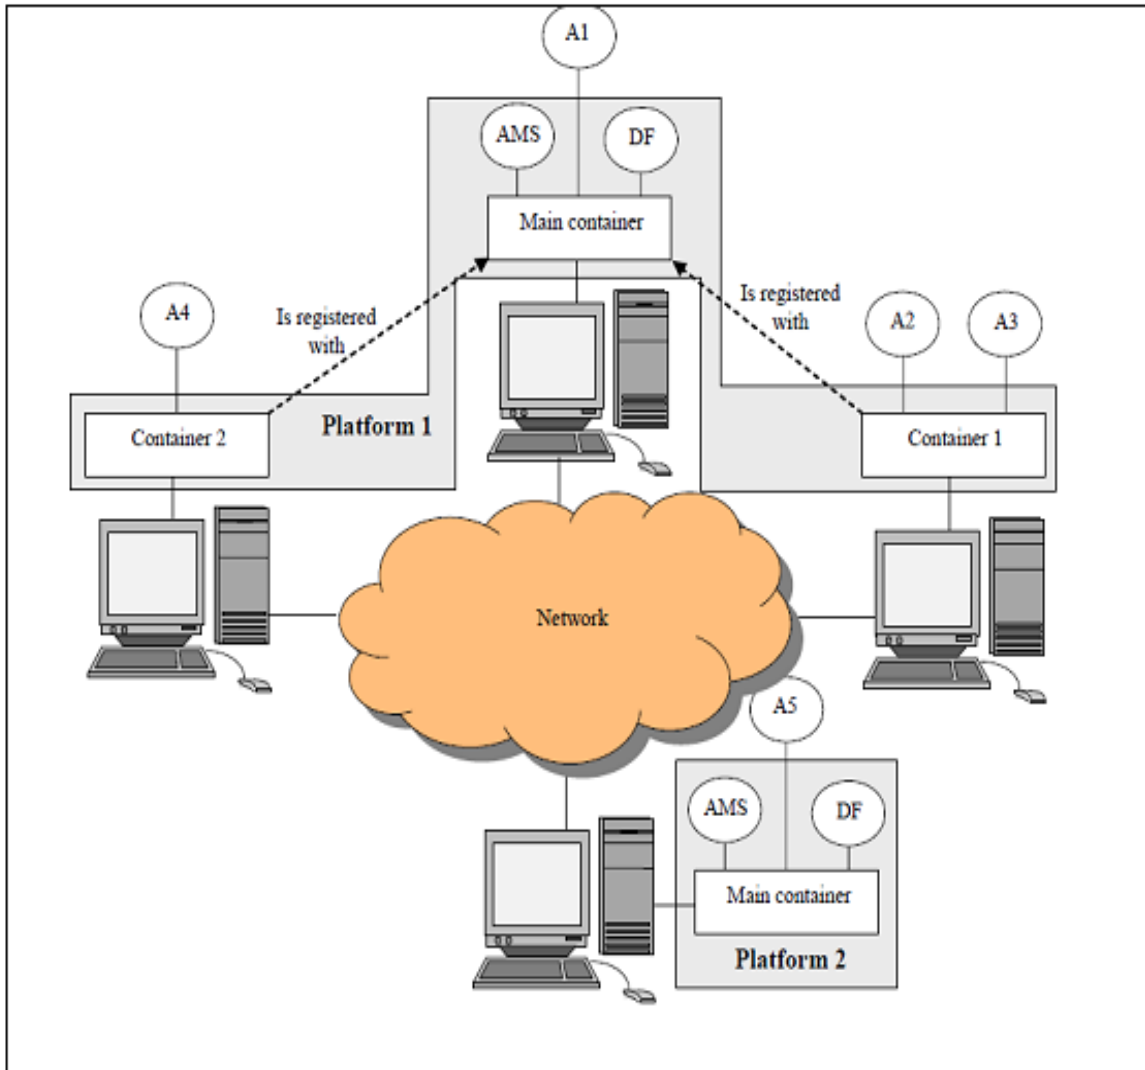 A1
AMS
DF
Main container
Is registered
with
Is registered
with
A4
A2
A3
Platform 1
Container 2
Container 1
Network
A5
AMS
DF
Main container
Platform 2